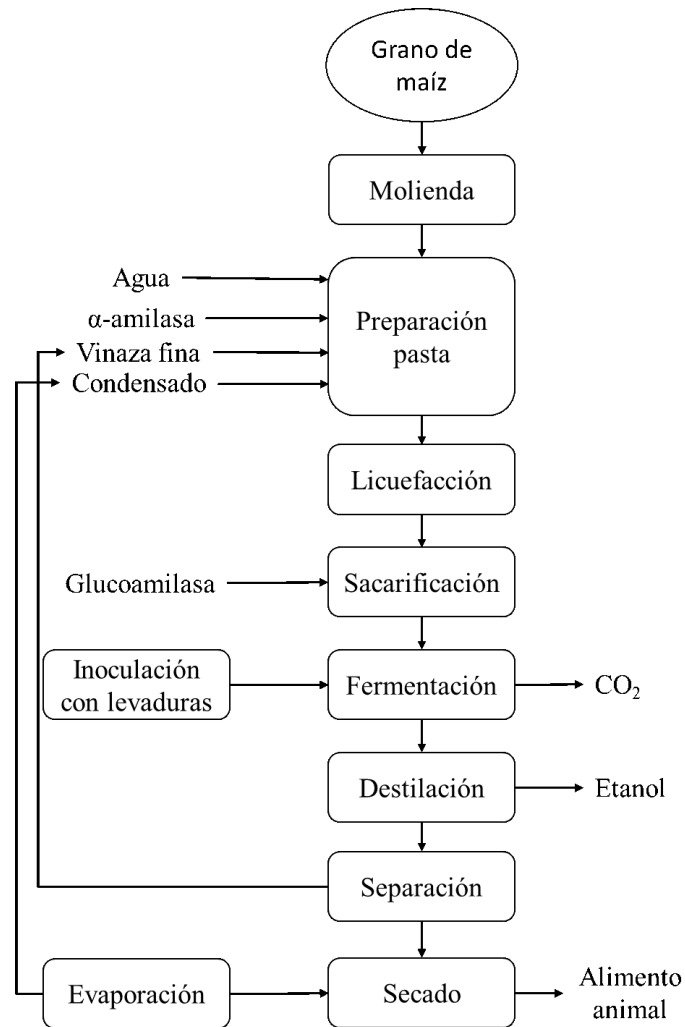 Grano de
maíz
Molienda
Agua
α-amilasa
Vinaza fina
Condensado
Preparación
pasta
Licuefacción
Glucoamilasa
Sacarificación
Inoculación
con levaduras
Fermentación
CO₂
Destilación
Etanol
Separación
Evaporación
Secado
Alimento
animal